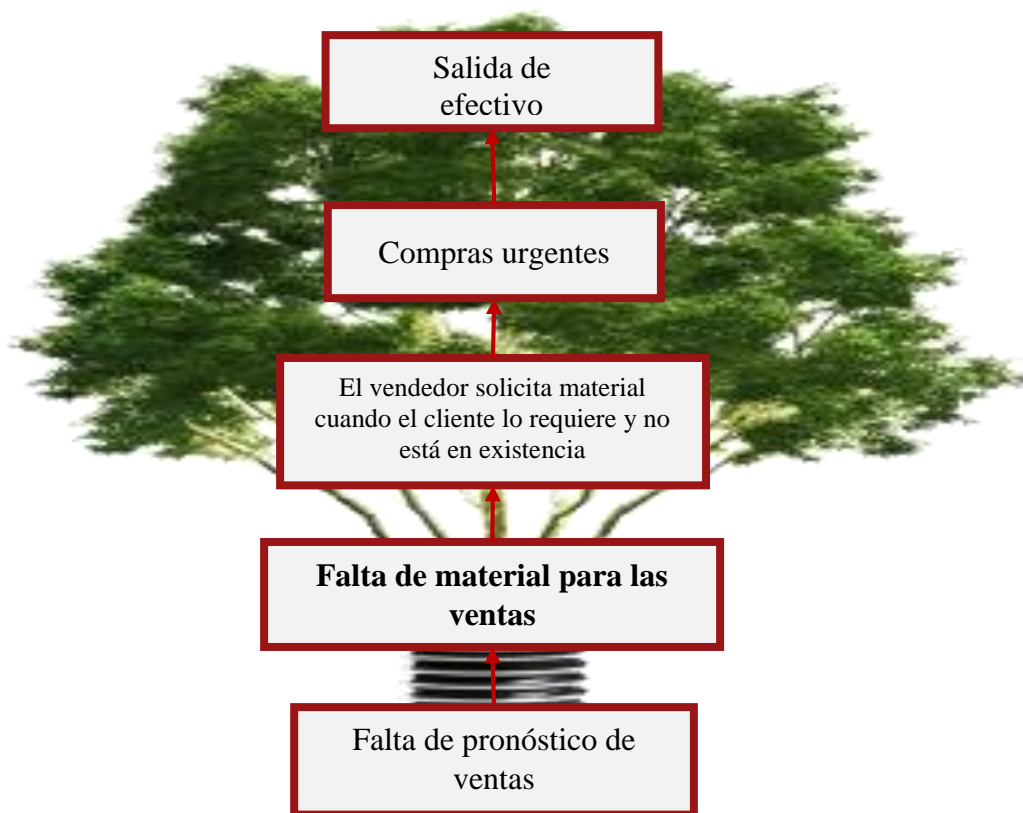 Salida de
efectivo
Compras urgentes
El vendedor solicita material
cuando el cliente lo requiere y no
está en existencia
Falta de material para las
ventas
Falta de pronóstico de
ventas